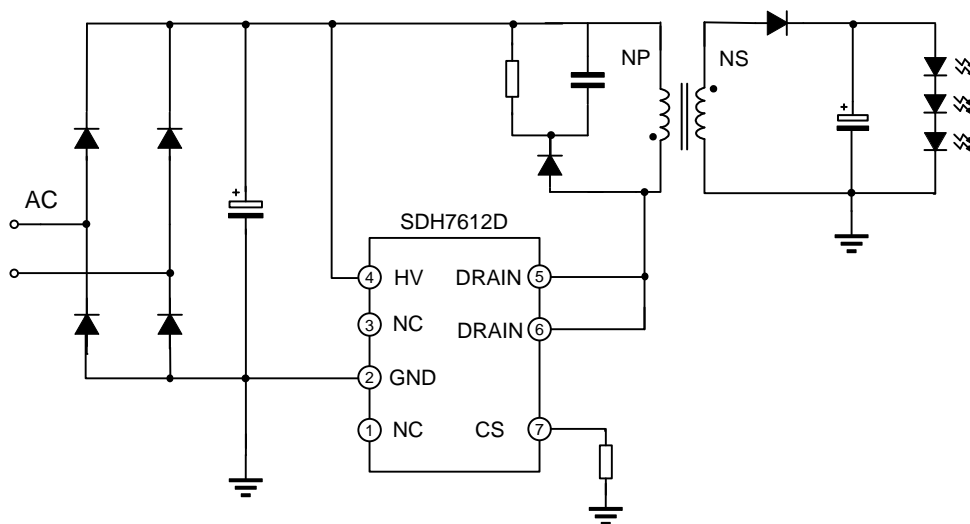 NP
NS
+
+
AC
SDH7612D
4 HV
DRAIN 5
3 NC
DRAIN 6
2 GND
1 NC
CS 7